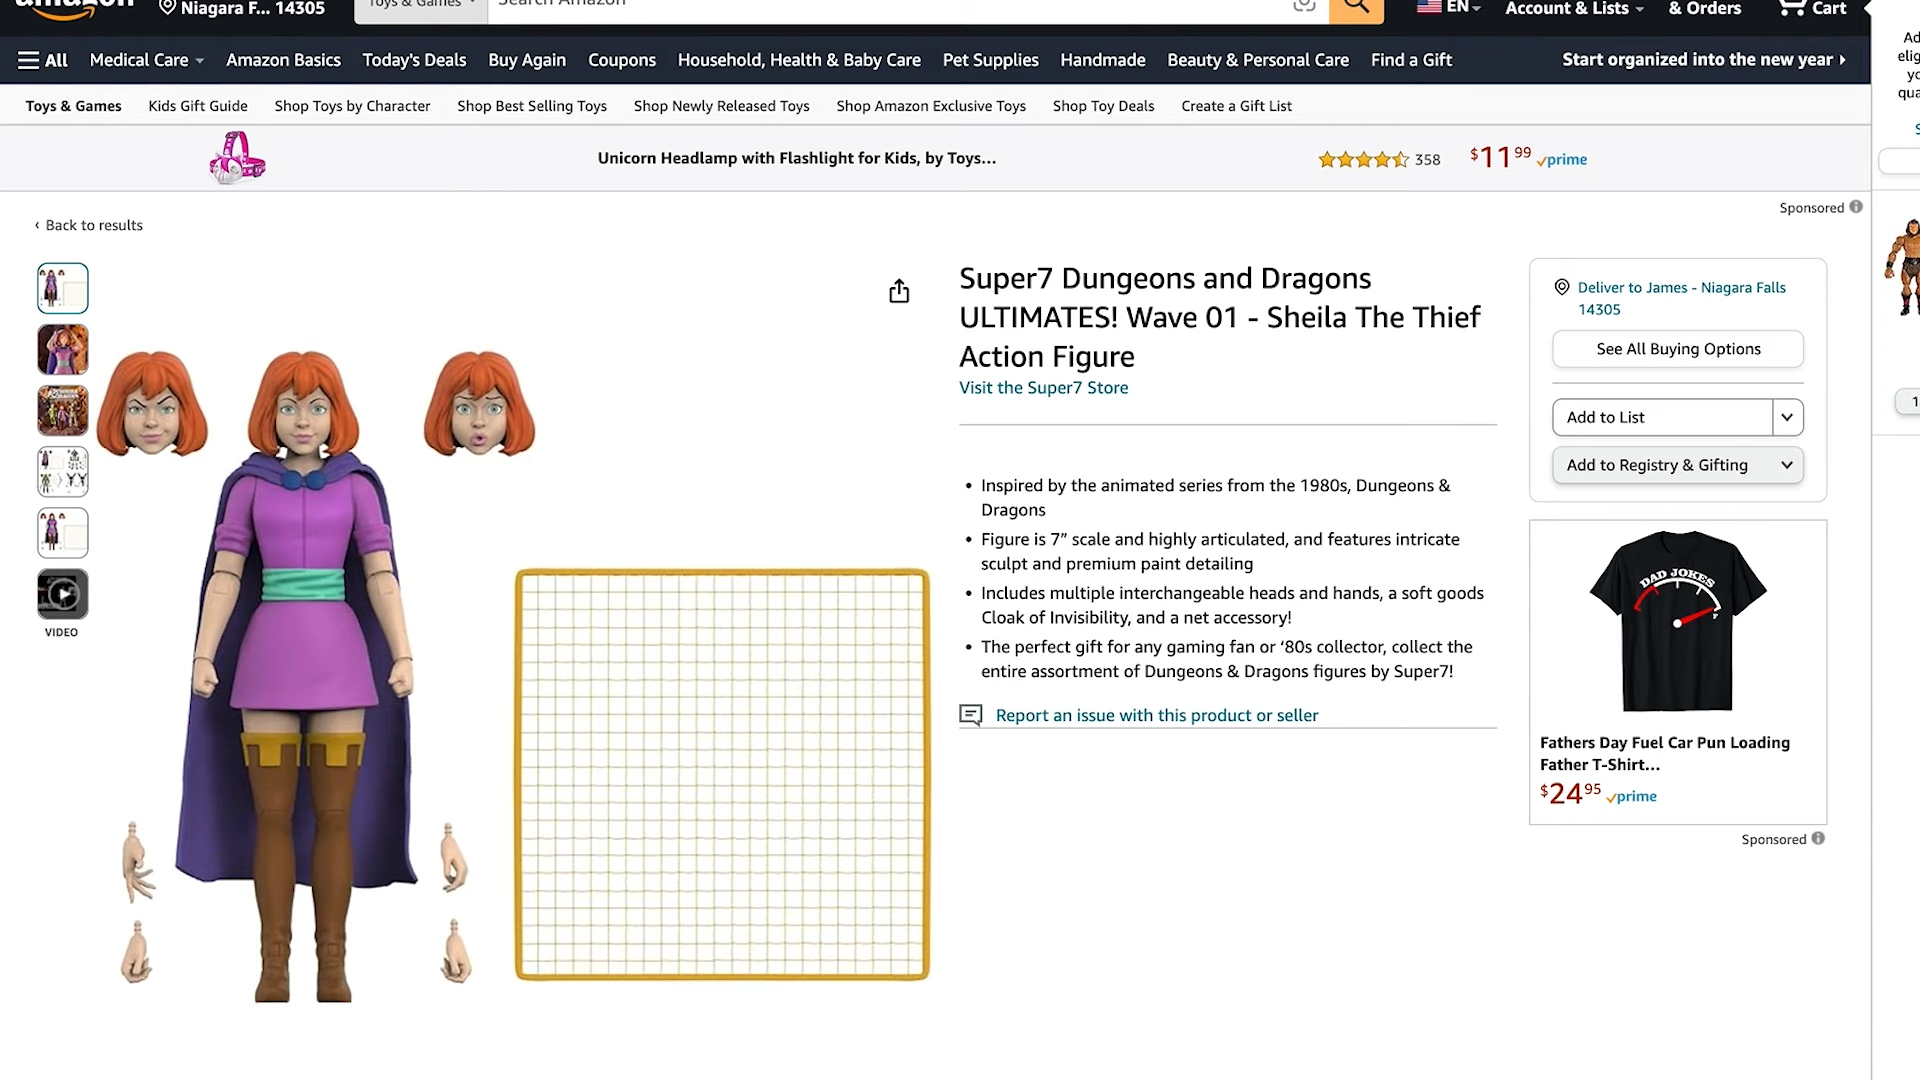 amazon
Niagara F... 14305
Toys & Games
Search Amazon
EN
Account & Lists
& Orders
Cart
All
Medical Care
Amazon Basics
Today's Deals
Buy Again
Coupons
Household, Health & Baby Care
Pet Supplies
Handmade
Beauty & Personal Care
Find a Gift
Start organized into the new year
Toys & Games
Kids Gift Guide
Shop Toys by Character
Shop Best Selling Toys
Shop Newly Released Toys
Shop Amazon Exclusive Toys
Shop Toy Deals
Create a Gift List
Unicorn Headlamp with Flashlight for Kids, by Toys...
358
$11 99 prime
Sponsored
‹ Back to results
VIDEO
Super7 Dungeons and Dragons
ULTIMATES! Wave 01 - Sheila The Thief
Action Figure
Visit the Super7 Store
• Inspired by the animated series from the 1980s, Dungeons &
Dragons
• Figure is 7” scale and highly articulated, and features intricate
sculpt and premium paint detailing
• Includes multiple interchangeable heads and hands, a soft goods
Cloak of Invisibility, and a net accessory!
• The perfect gift for any gaming fan or ‘80s collector, collect the
entire assortment of Dungeons & Dragons figures by Super7!
Report an issue with this product or seller
Deliver to James - Niagara Falls
14305
See All Buying Options
Add to List
Add to Registry & Gifting
DAD JOKES
F
Fathers Day Fuel Car Pun Loading
Father T-Shirt...
$24 95 prime
Sponsored